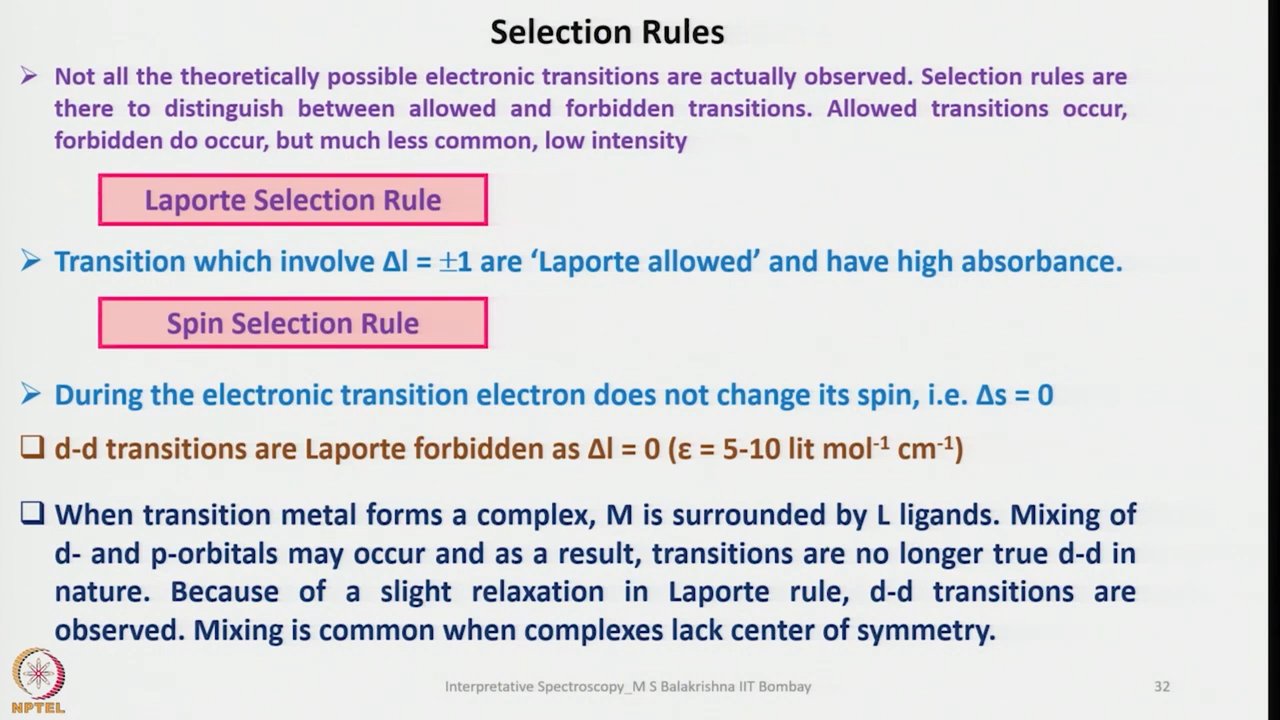 Selection Rules
➢ Not all the theoretically possible electronic transitions are actually observed. Selection rules are
there to distinguish between allowed and forbidden transitions. Allowed transitions occur,
forbidden do occur, but much less common, low intensity
Laporte Selection Rule
➢ Transition which involve Δl = ±1 are ‘Laporte allowed’ and have high absorbance.
Spin Selection Rule
➢ During the electronic transition electron does not change its spin, i.e. Δs = 0
❑ d-d transitions are Laporte forbidden as Δl = 0 (ε = 5-10 lit mol⁻¹ cm⁻¹)
❑ When transition metal forms a complex, M is surrounded by L ligands. Mixing of
d- and p-orbitals may occur and as a result, transitions are no longer true d-d in
nature. Because of a slight relaxation in Laporte rule, d-d transitions are
observed. Mixing is common when complexes lack center of symmetry.
NPTEL
Interpretative Spectroscopy_M S Balakrishna IIT Bombay
32